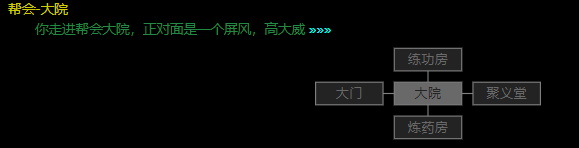 帮会-大院
你走进帮会大院，正对面是一个屏风，高大威 »»»
练功房
大门 大院 聚义堂
炼药房